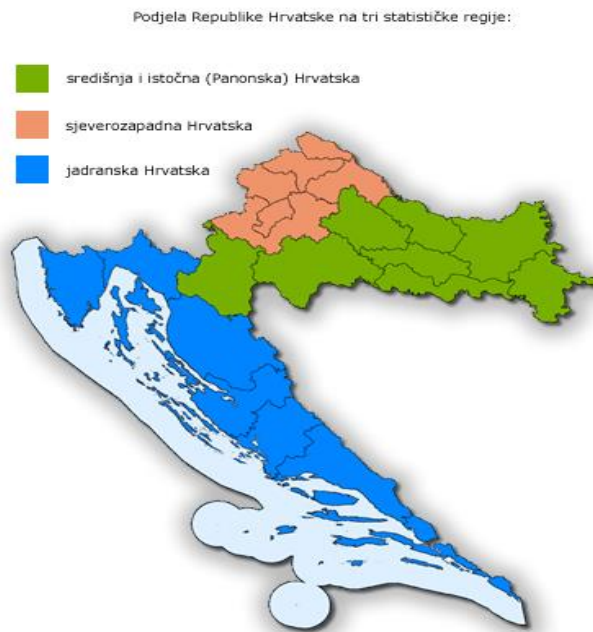 Podjela Republike Hrvatske na tri statističke regije:
središnja i istočna (Panonska) Hrvatska
sjeverozapadna Hrvatska
jadranska Hrvatska